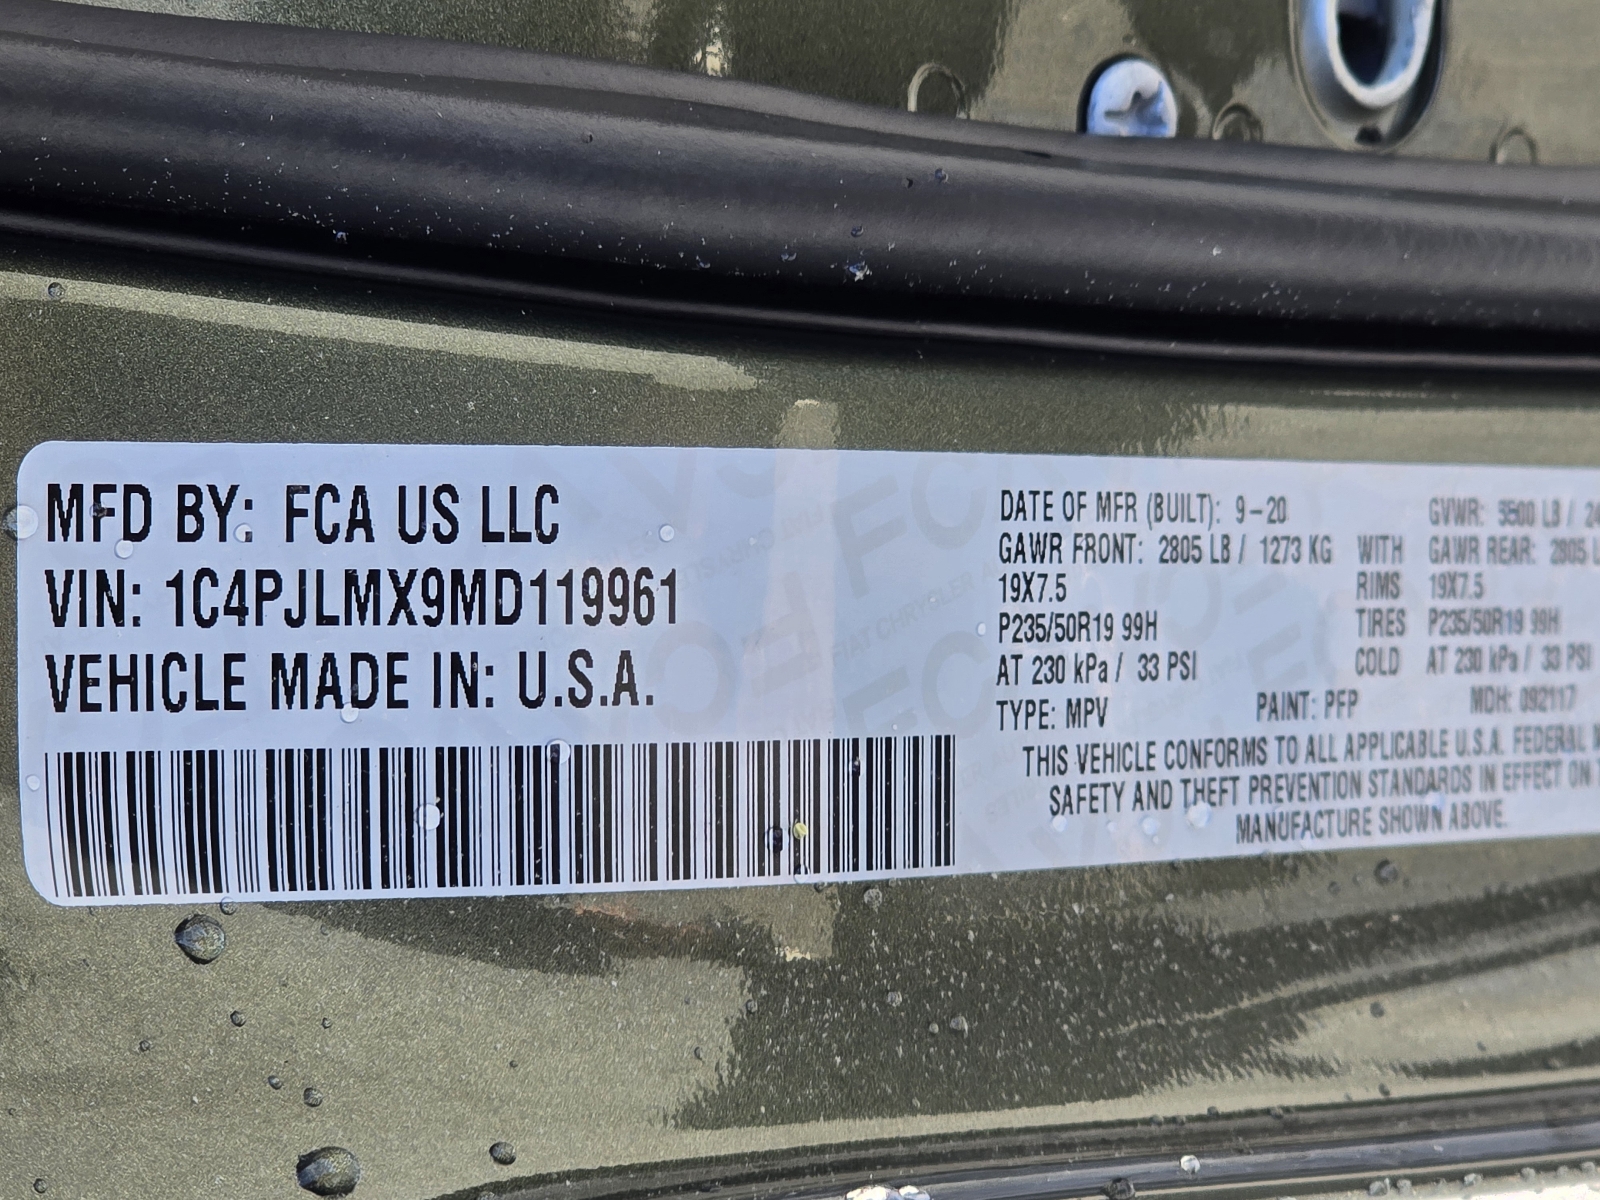 MFD BY: FCA US LLC
VIN: 1C4PJLMX9MD119961
VEHICLE MADE IN: U.S.A.
DATE OF MFR (BUILT): 9-20 GVWR: 5500 LB / 24
GAWR FRONT: 2805 LB / 1273 KG WITH GAWR REAR: 2805 L
19X7.5 RIMS 19X7.5
P235/50R19 99H TIRES P235/50R19 99H
AT 230 kPa / 33 PSI COLD AT 230 kPa / 33 PSI
TYPE: MPV PAINT: PFP MDH: 092117
THIS VEHICLE CONFORMS TO ALL APPLICABLE U.S.A. FEDERAL M
SAFETY AND THEFT PREVENTION STANDARDS IN EFFECT ON T
MANUFACTURE SHOWN ABOVE.